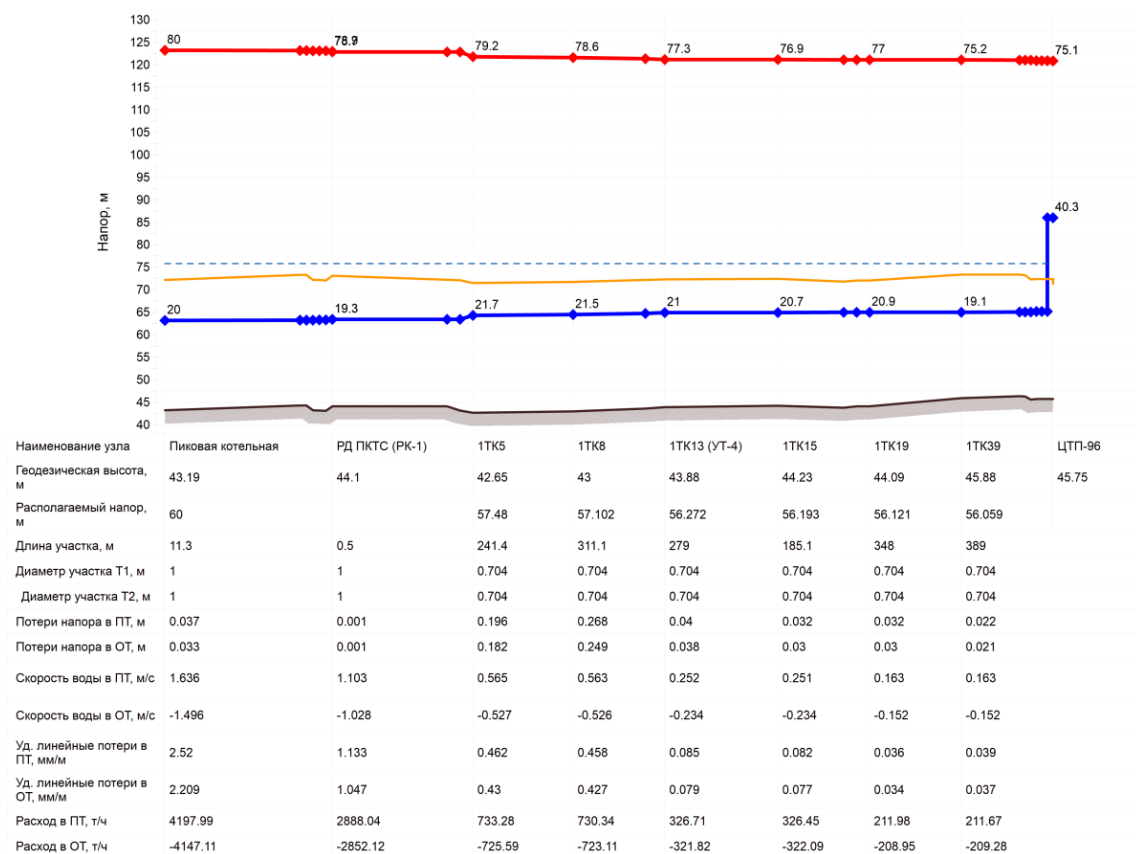 130
125
120
115
110
105
100
95
90
85
80
75
70
65
60
55
50
45
40
Напор, м
80 79.2 78.6 77.3 76.9 77 75.2 75.1
40.3
20 19.3 21.7 21.5 21 20.7 20.9 19.1
Наименование узла Пиковая котельная РД ПКТС (РК-1) 1ТК5 1ТК8 1ТК13 (УТ-4) 1ТК15 1ТК19 1ТК39 ЦТП-96
Геодезическая высота,
м
43.19 44.1 42.65 43 43.88 44.23 44.09 45.88 45.75
Располагаемый напор,
м
60 57.48 57.102 56.272 56.193 56.121 56.059
Длина участка, м 11.3 0.5 241.4 311.1 279 185.1 348 389
Диаметр участка Т1, м 1 1 0.704 0.704 0.704 0.704 0.704 0.704
Диаметр участка Т2, м 1 1 0.704 0.704 0.704 0.704 0.704 0.704
Потери напора в ПТ, м 0.037 0.001 0.196 0.268 0.04 0.032 0.032 0.022
Потери напора в ОТ, м 0.033 0.001 0.182 0.249 0.038 0.03 0.03 0.021
Скорость воды в ПТ, м/с 1.636 1.103 0.565 0.563 0.252 0.251 0.163 0.163
Скорость воды в ОТ, м/с -1.496 -1.028 -0.527 -0.526 -0.234 -0.234 -0.152 -0.152
Уд. линейные потери в
ПТ, мм/м
2.52 1.133 0.462 0.458 0.085 0.082 0.036 0.039
Уд. линейные потери в
ОТ, мм/м
2.209 1.047 0.43 0.427 0.079 0.077 0.034 0.037
Расход в ПТ, т/ч 4197.99 2888.04 733.28 730.34 326.71 326.45 211.98 211.67
Расход в ОТ, т/ч -4147.11 -2852.12 -725.59 -723.11 -321.82 -322.09 -208.95 -209.28